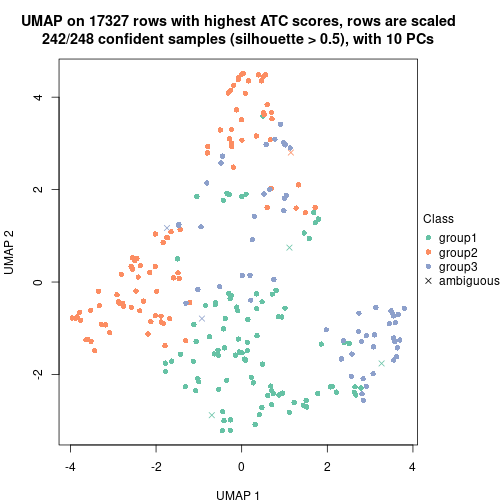 UMAP on 17327 rows with highest ATC scores, rows are scaled
242/248 confident samples (silhouette > 0.5), with 10 PCs
4
2
0
-2
UMAP 2
-4
-2
0
2
4
UMAP 1
Class
group1
group2
group3
ambiguous